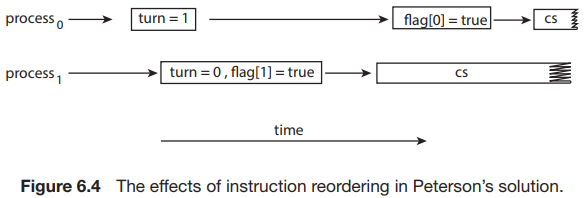 process0 turn = 1 flag[0] = true cs
process1 turn = 0 , flag[1] = true cs
time
Figure 6.4 The effects of instruction reordering in Peterson's solution.